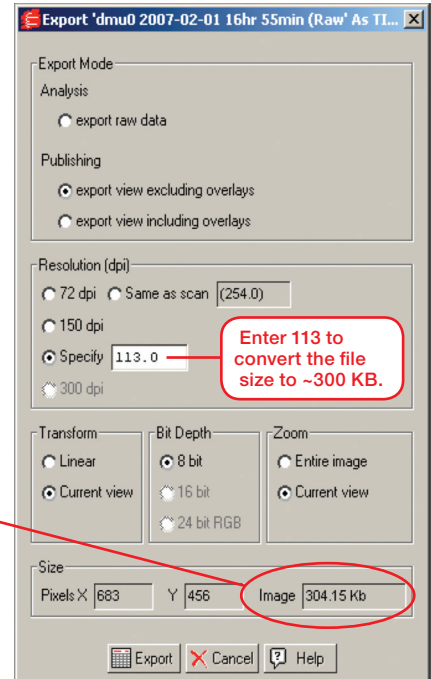 Export 'dmu0 2007-02-01 16hr 55min (Raw' As TI...
Export Mode
Analysis
export raw data
Publishing
export view excluding overlays
export view including overlays
Resolution (dpi)
72 dpi Same as scan (254.0)
150 dpi
Specify 113.0
300 dpi
Enter 113 to
convert the file
size to ~300 KB.
Transform
Linear
Current view
Bit Depth
8 bit
16 bit
24 bit RGB
Zoom
Entire image
Current view
Size
Pixels X 683 Y 456 Image 304.15 Kb
Export Cancel Help